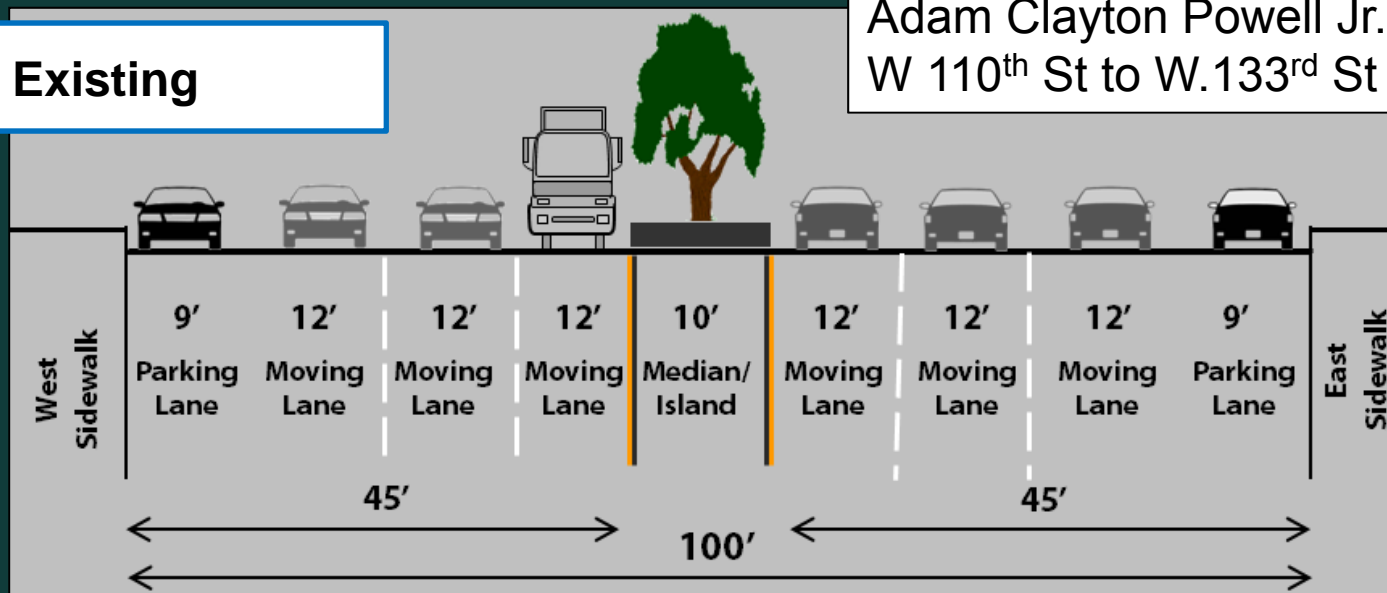 Existing
Adam Clayton Powell Jr.
W 110th St to W.133rd St
West
Sidewalk
9′ 12′ 12′ 12′ 10′ 12′ 12′ 12′ 9′
Parking Moving Moving Moving Median/ Moving Moving Moving Parking
Lane Lane Lane Lane Island Lane Lane Lane Lane
East
Sidewalk
45′ 45′
100′